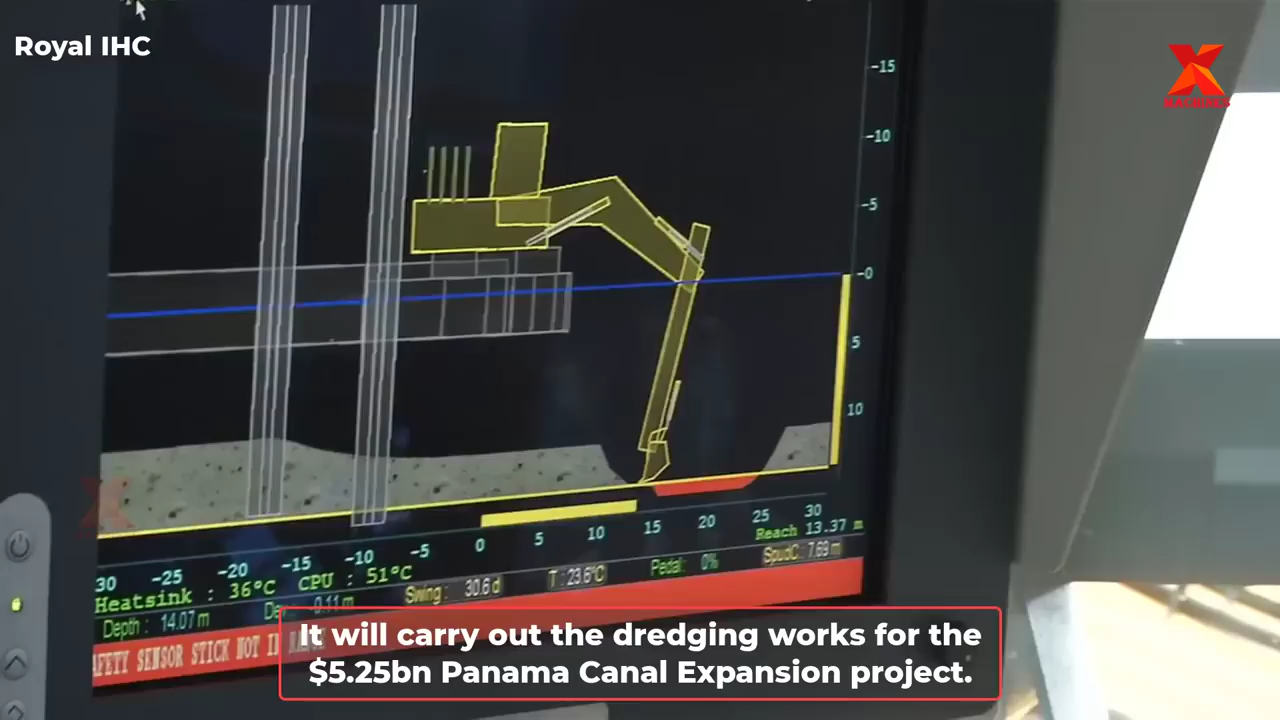 Royal IHC
MACHINES
-15
-10
-5
-0
5
10
30 -25 -20 -15 -10 -5 0 5 10 15 20 25 30
Reach 13.37 m
Heatsink : 36°C CPU : 51°C
Swing: 30.6 d T: 23.6°C Pedal: 0% SpudC: 7.69 m
Depth: 14.07 m 0.11 m
AFETY SENSOR STICK NOT IN
It will carry out the dredging works for the
$5.25bn Panama Canal Expansion project.